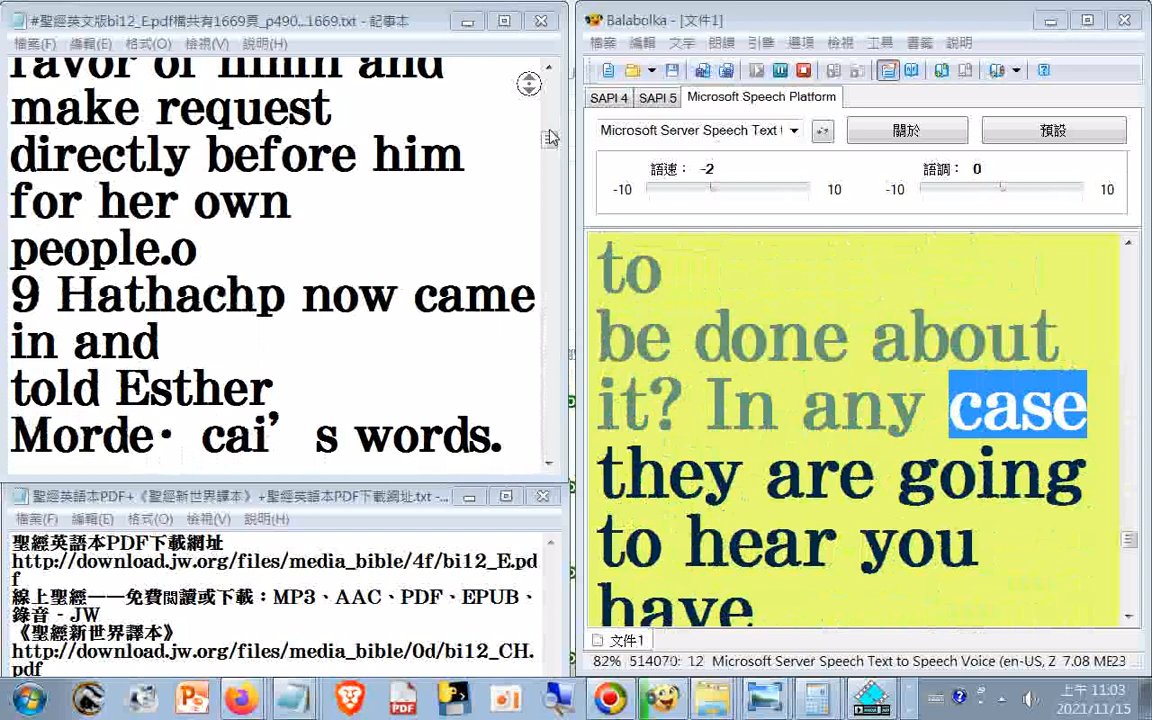 #聖經英文版bi12_E.pdf檔共有1669頁_p490,..1669.txt - 記事本
檔案(F) 編輯(E) 格式(O) 檢視(V) 說明(H)
favor of him and
make request
directly before him
for her own
people.o
9 Hathachp now came
in and
told Esther
Morde· cai’ s words.
聖經英語本PDF+《聖經新世界譯本》+聖經英語本PDF下載網址.txt - ...
檔案(F) 編輯(E) 格式(O) 檢視(V) 說明(H)
聖經英語本PDF下載網址
http://download.jw.org/files/media_bible/4f/bi12_E.pd
f
線上聖經——免費閱讀或下載：MP3、AAC、PDF、EPUB、
錄音 - JW
《聖經新世界譯本》
http://download.jw.org/files/media_bible/0d/bi12_CH.
pdf
Balabolka - [文件1]
檔案 編輯 文字 朗讀 引擎 選項 檢視 工具 書籤 說明
SAPI 4 SAPI 5 Microsoft Speech Platform
Microsoft Server Speech Text 關於 預設
語速： -2 語調： 0
-10 10 -10 10
to
be done about
it? In any case
they are going
to hear you
have
文件1
82% 514070: 12 Microsoft Server Speech Text to Speech Voice (en-US, Z 7.08 ME23
上午 11:03
2021/11/15